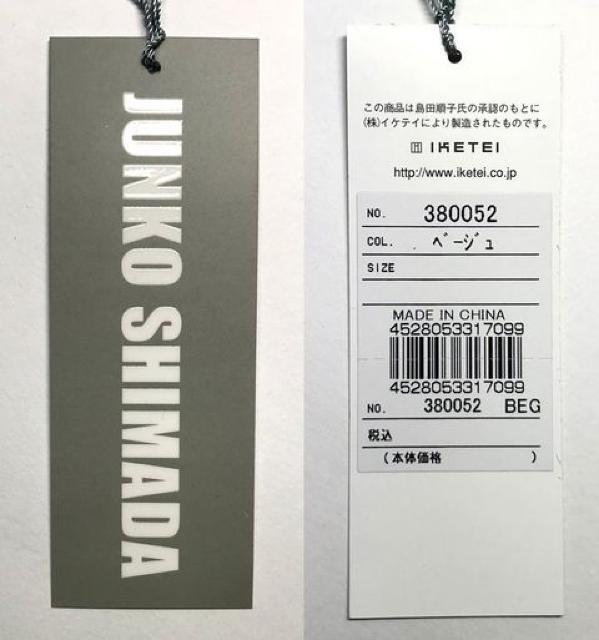 JUNKO SHIMADA
この商品は島田順子氏の承認のもとに
(株)イケテイにより製造されたものです。
IKETEI
http://www.iketei.co.jp
NO. 380052
COL. ベージュ
SIZE
MADE IN CHINA
4528053317099
4528053317099
NO. 380052 BEG
税込
(本体価格 )